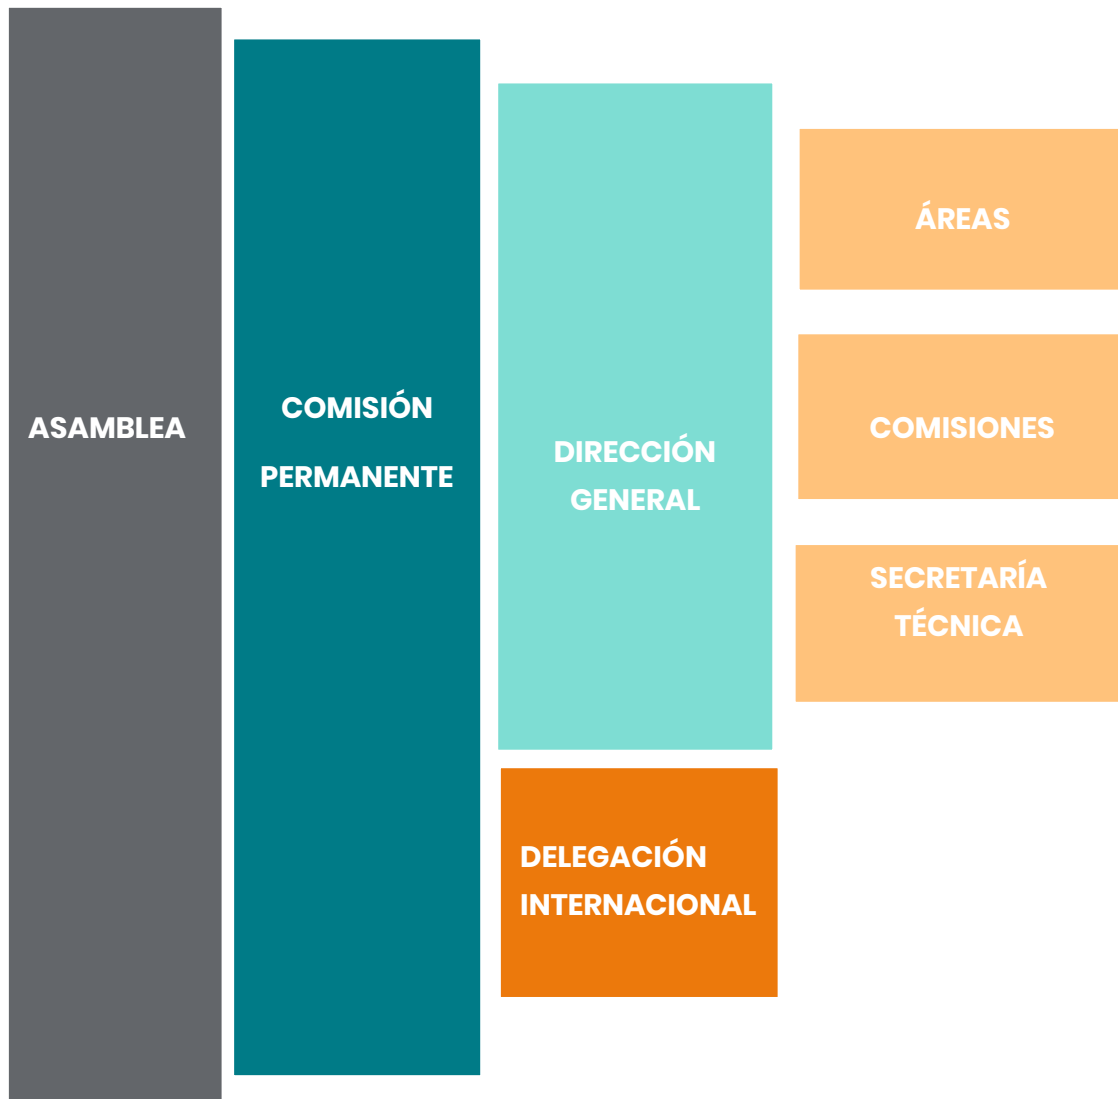 ASAMBLEA
COMISIÓN
PERMANENTE
DIRECCIÓN
GENERAL
DELEGACIÓN
INTERNACIONAL
ÁREAS
COMISIONES
SECRETARÍA
TÉCNICA